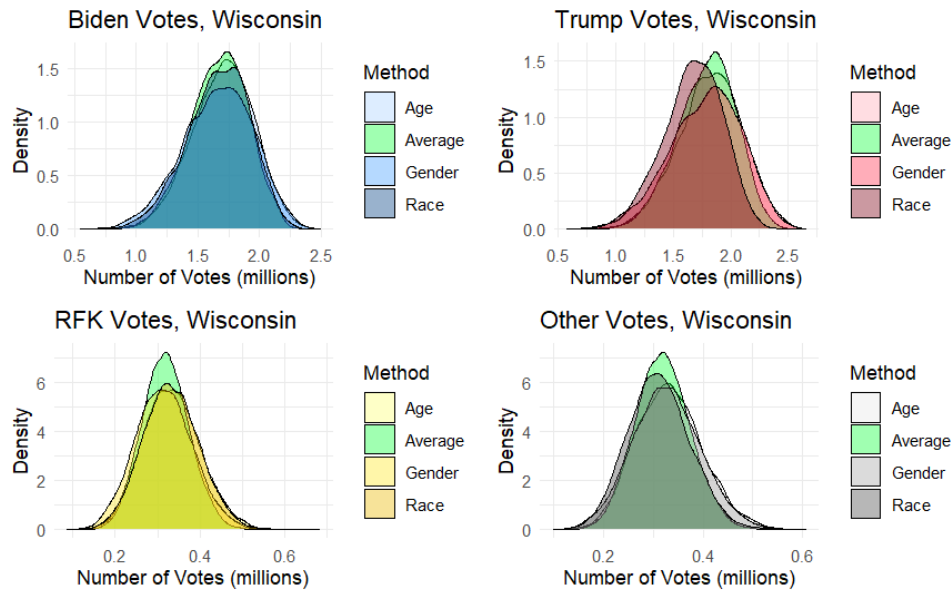 Biden Votes, Wisconsin
Density
1.5
1.0
0.5
0.0
0.5 1.0 1.5 2.0 2.5
Number of Votes (millions)
Method
Age
Average
Gender
Race
Trump Votes, Wisconsin
Density
1.5
1.0
0.5
0.0
0.5 1.0 1.5 2.0 2.5
Number of Votes (millions)
Method
Age
Average
Gender
Race
RFK Votes, Wisconsin
Density
6
4
2
0
0.2 0.4 0.6
Number of Votes (millions)
Method
Age
Average
Gender
Race
Other Votes, Wisconsin
Density
6
4
2
0
0.2 0.4 0.6
Number of Votes (millions)
Method
Age
Average
Gender
Race